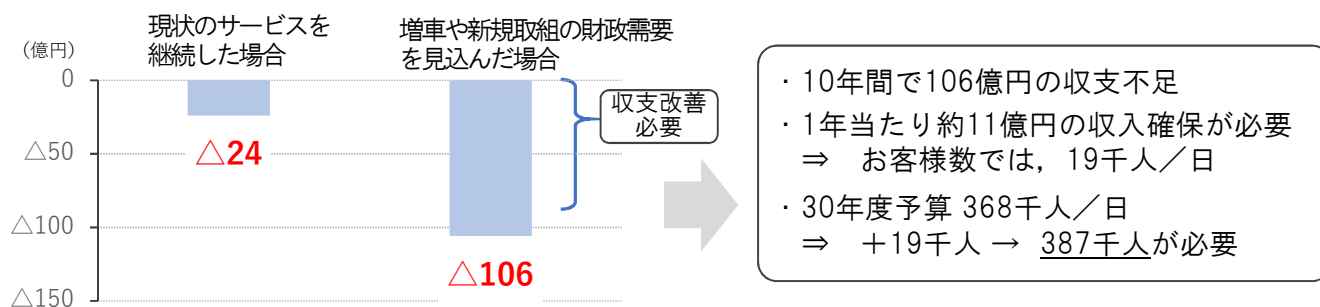 現状のサービスを
継続した場合
増車や新規取組の財政需要
を見込んだ場合
(億円)
0
△50
△100
△150
△24
△106
収支改善
必要
・10年間で106億円の収支不足
・1年当たり約11億円の収入確保が必要
⇒ お客様数では，19千人／日
・30年度予算 368千人／日
⇒ ＋19千人 → 387千人が必要